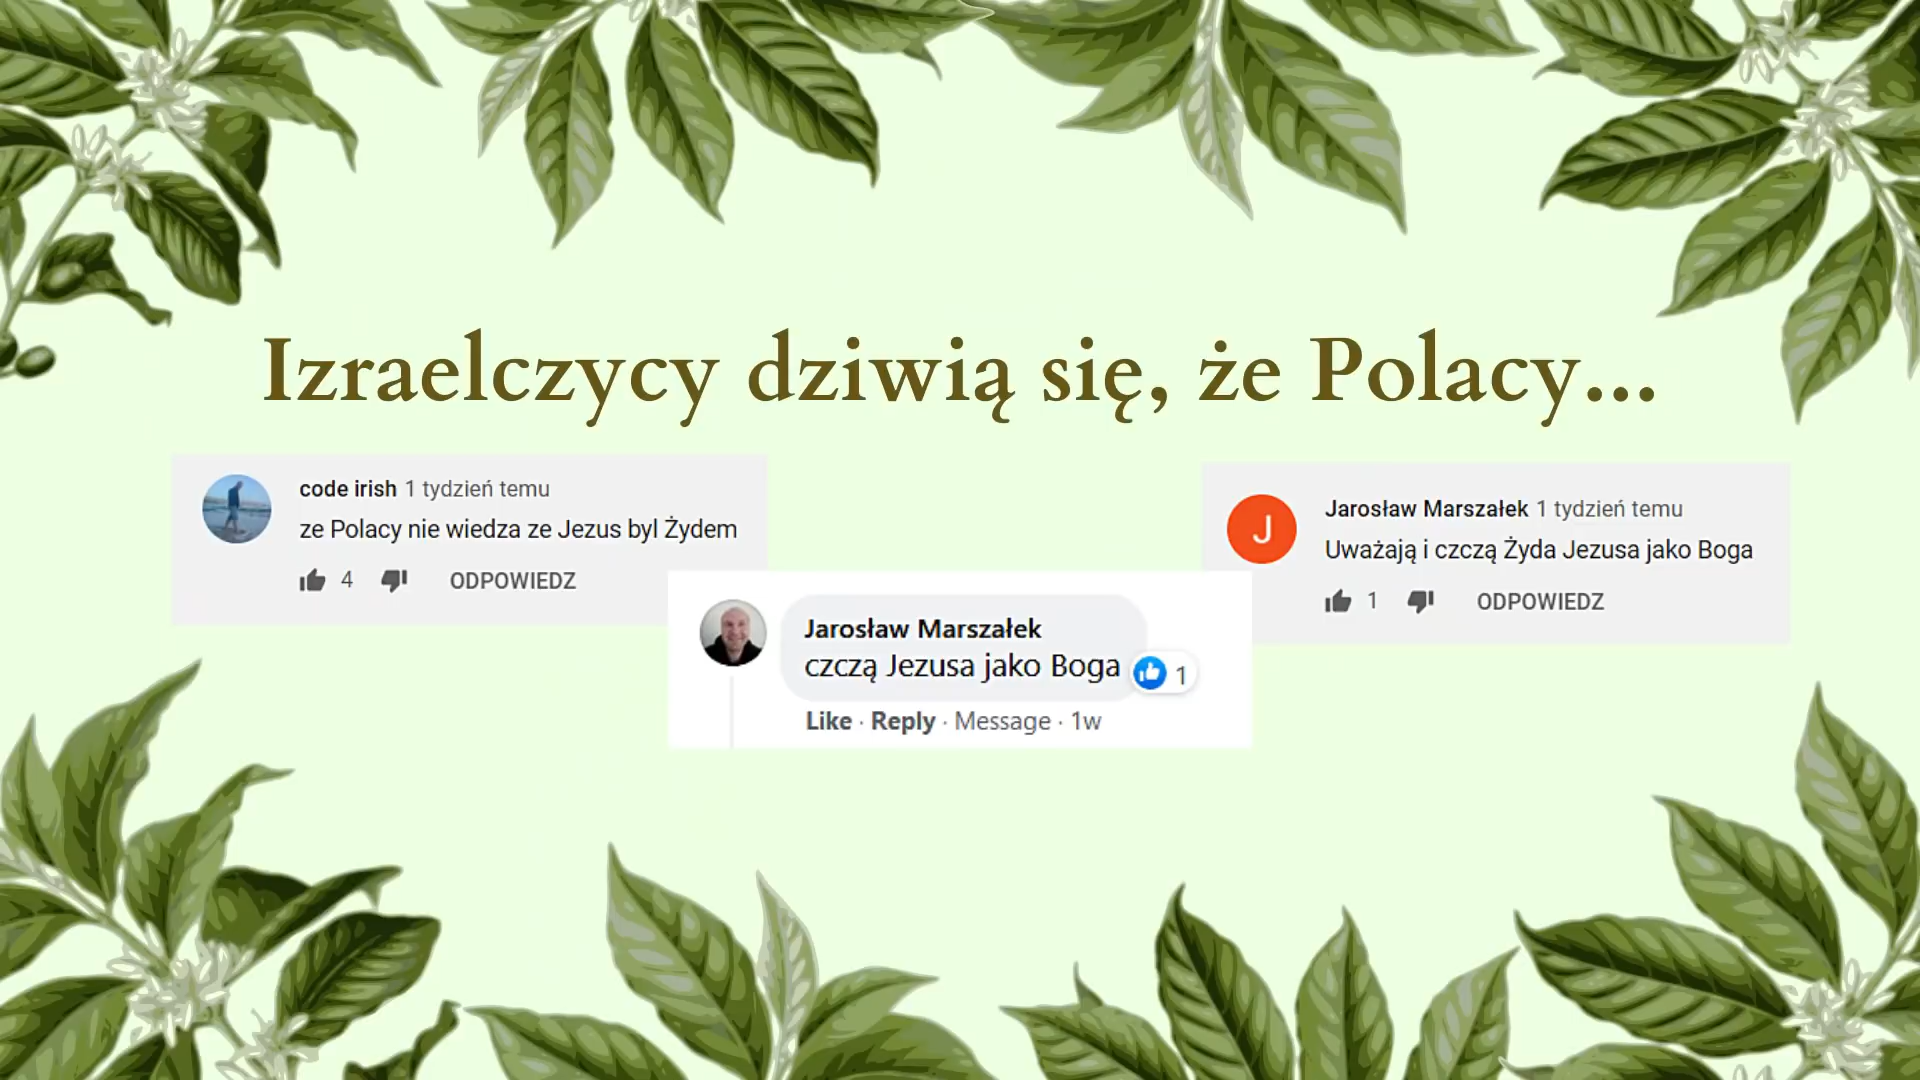 Izraelczycy dziwią się, że Polacy...
code irish 1 tydzień temu
ze Polacy nie wiedza ze Jezus byl Żydem
4 ODPOWIEDZ
Jarosław Marszałek
czczą Jezusa jako Boga
1
Like · Reply · Message · 1w
J
Jarosław Marszałek 1 tydzień temu
Uważają i czczą Żyda Jezusa jako Boga
1 ODPOWIEDZ